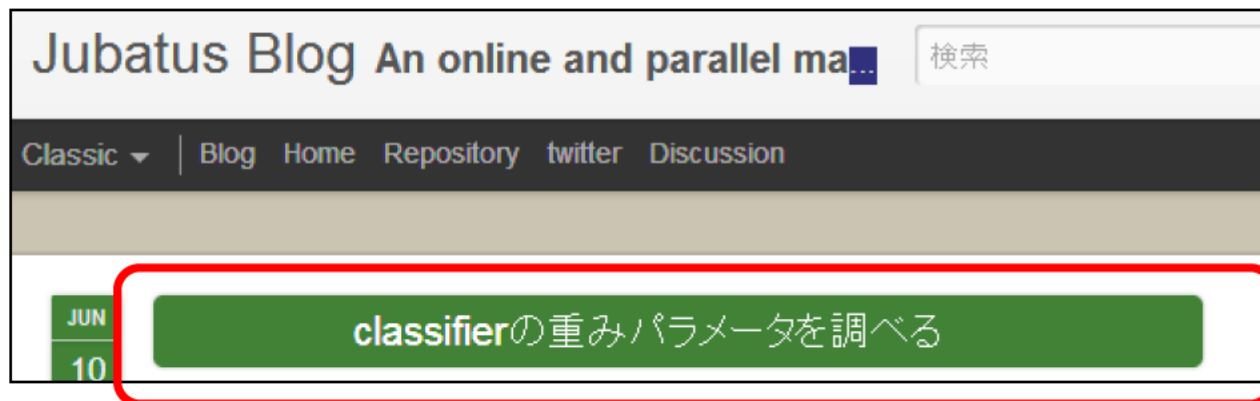 Jubatus Blog An online and parallel ma...
検索
Classic Blog Home Repository twitter Discussion
JUN
10
classifierの重みパラメータを調べる